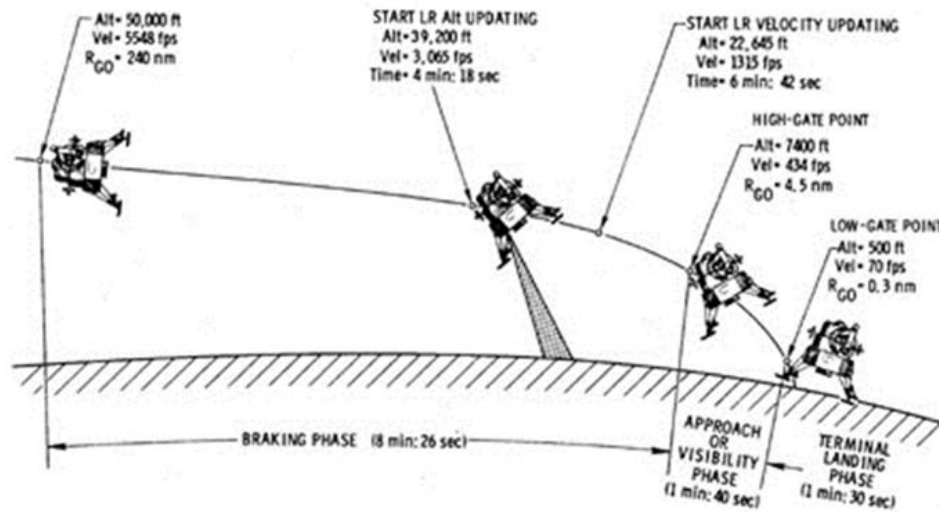 Alt= 50,000 ft
Vel= 5548 fps
RGO= 240 nm
START LR Alt UPDATING
Alt= 39,200 ft
Vel= 3,065 fps
Time= 4 min: 18 sec
START LR VELOCITY UPDATING
Alt= 22,645 ft
Vel= 1315 fps
Time= 6 min: 42 sec
HIGH-GATE POINT
Alt= 7400 ft
Vel= 434 fps
RGO= 4.5 nm
LOW-GATE POINT
Alt= 500 ft
Vel= 70 fps
RGO= 0.3 nm
BRAKING PHASE (8 min: 26 sec)
APPROACH
OR
VISIBILITY
PHASE
(1 min: 40 sec)
TERMINAL
LANDING
PHASE
(1 min: 30 sec)